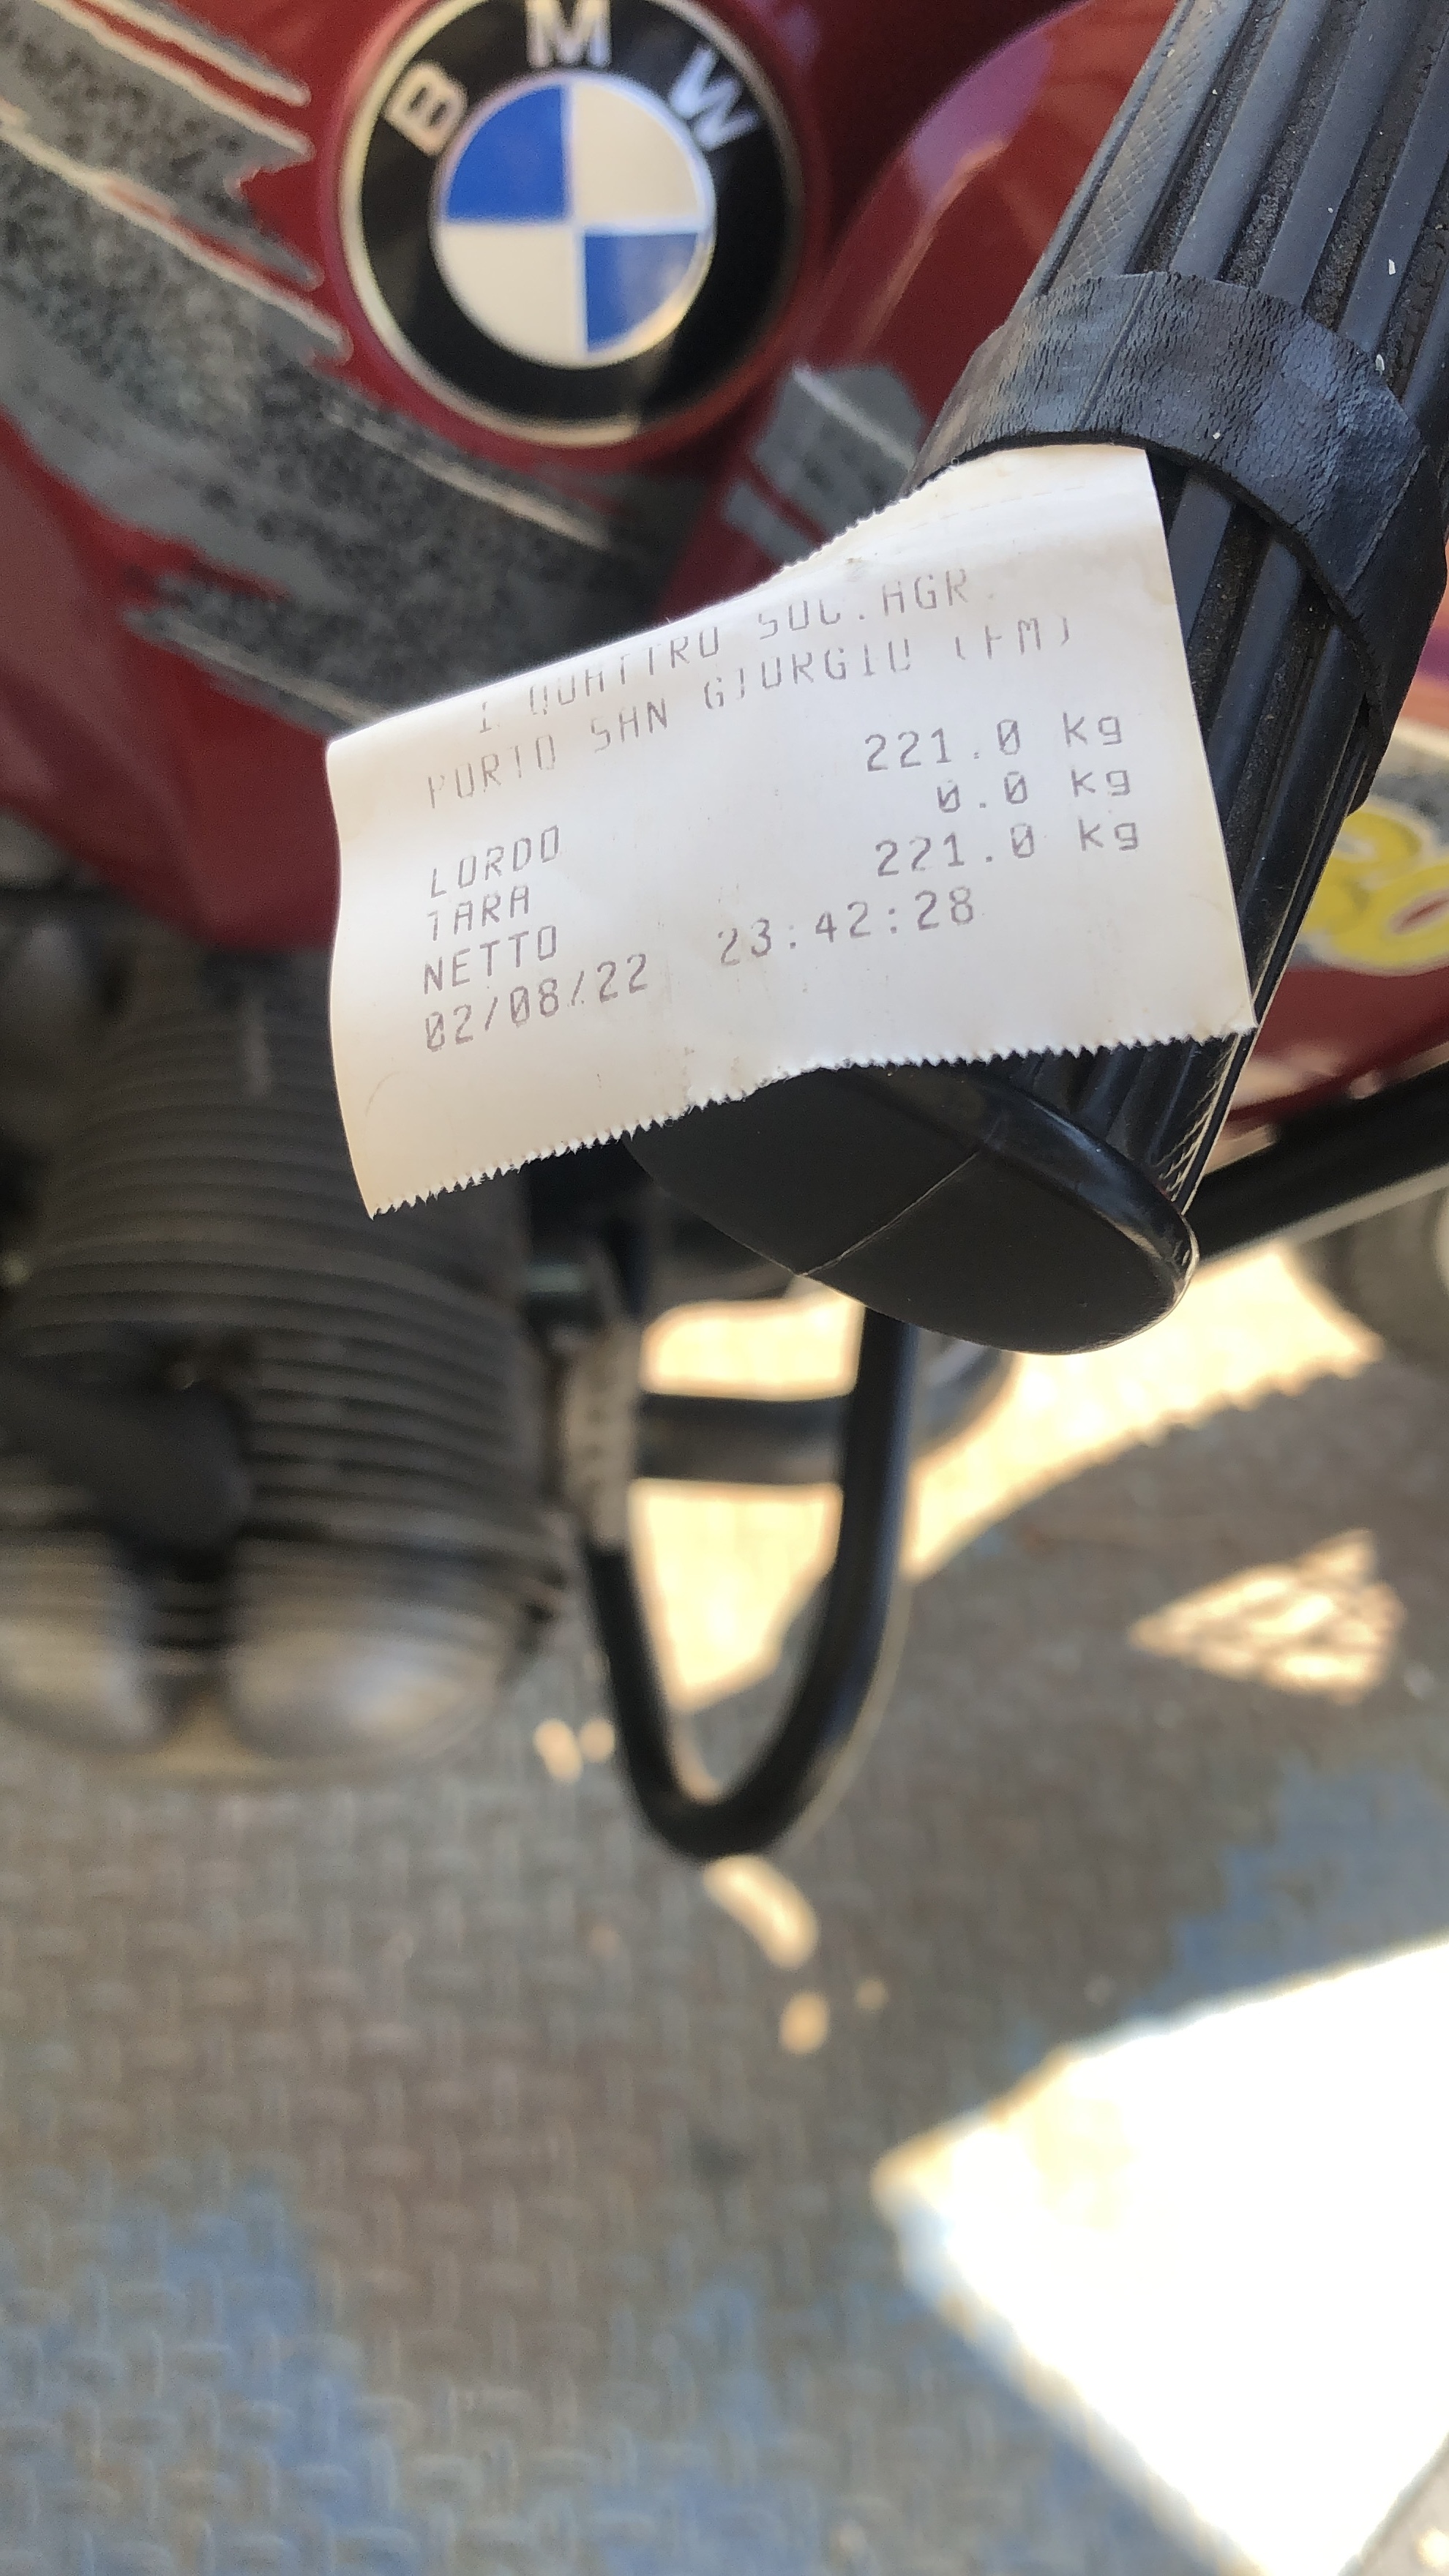 BMW
I QUATTRO SOC.AGR.
PORTO SAN GIORGIO (FM)
LORDO 221.0 kg
TARA 0.0 kg
NETTO 221.0 kg
02/08/22 23:42:28